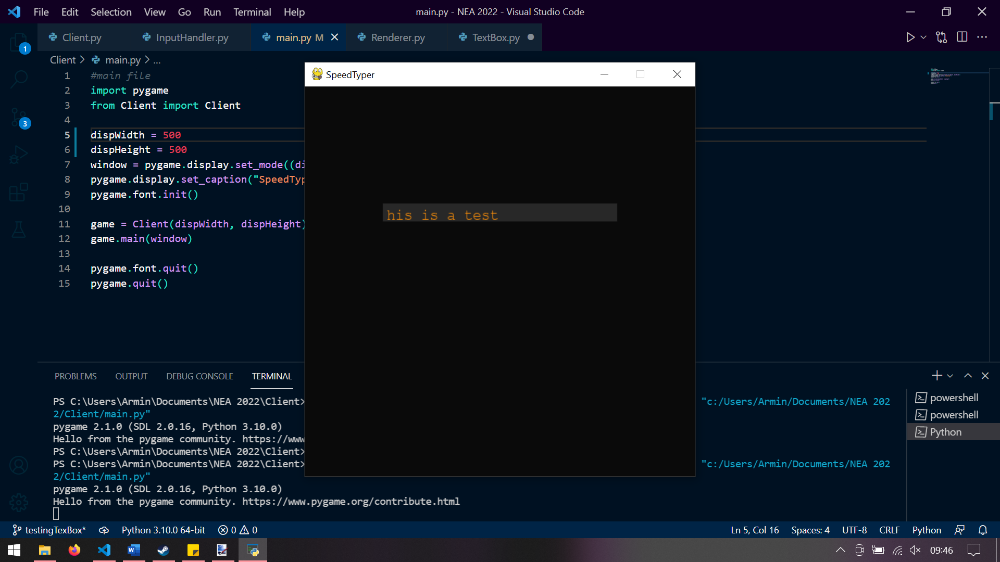 File Edit Selection View Go Run Terminal Help
main.py - NEA 2022 - Visual Studio Code
Client.py InputHandler.py main.py M Renderer.py TextBox.py
Client > main.py > ...
1 #main file
2 import pygame
3 from Client import Client
4
5 dispWidth = 500
6 dispHeight = 500
7 window = pygame.display.set_mode((di
8 pygame.display.set_caption("SpeedTyp
9 pygame.font.init()
10
11 game = Client(dispWidth, dispHeight)
12 game.main(window)
13
14 pygame.font.quit()
15 pygame.quit()
1
3
SpeedTyper
his is a test
PROBLEMS OUTPUT DEBUG CONSOLE TERMINAL
PS C:\Users\Armin\Documents\NEA 2022\Client> "c:/Users/Armin/Documents/NEA 202
2/Client/main.py"
pygame 2.1.0 (SDL 2.0.16, Python 3.10.0)
Hello from the pygame community. https://www
PS C:\Users\Armin\Documents\NEA 2022\Client>
PS C:\Users\Armin\Documents\NEA 2022\Client> "c:/Users/Armin/Documents/NEA 202
2/Client/main.py"
pygame 2.1.0 (SDL 2.0.16, Python 3.10.0)
Hello from the pygame community. https://www.pygame.org/contribute.html
powershell
powershell
Python
testingTexBox* Python 3.10.0 64-bit 0 0 Ln 5, Col 16 Spaces: 4 UTF-8 CRLF Python
09:46